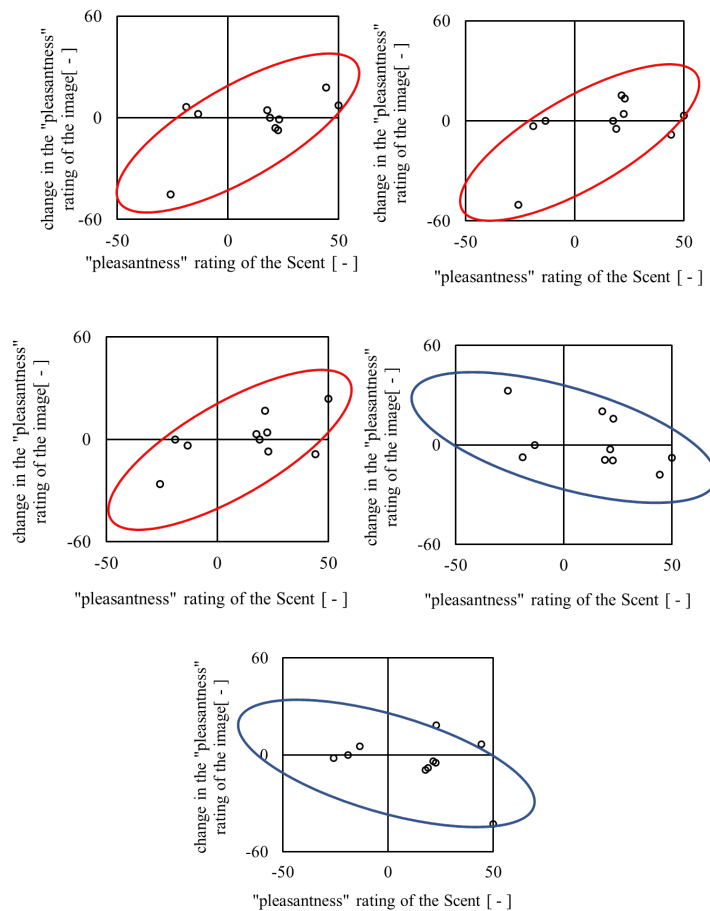 60
0
-60
-50
0
50
change in the "pleasantness"
rating of the image[ - ]
"pleasantness" rating of the Scent [ - ]
60
0
-60
-50
0
50
change in the "pleasantness"
rating of the image[ - ]
"pleasantness" rating of the Scent [ - ]
60
0
-60
-50
0
50
change in the "pleasantness"
rating of the image[ - ]
"pleasantness" rating of the Scent [ - ]
60
0
-60
-50
0
50
change in the "pleasantness"
rating of the image[ - ]
"pleasantness" rating of the Scent [ - ]
60
0
-60
-50
0
50
change in the "pleasantness"
rating of the image[ - ]
"pleasantness" rating of the Scent [ - ]